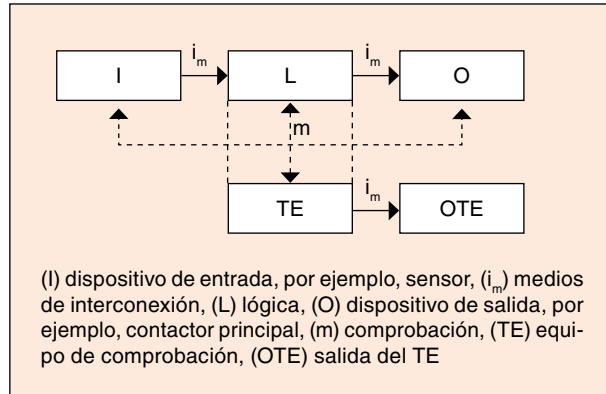 i_m i_m
I L O
m
i_m
TE OTE
(I) dispositivo de entrada, por ejemplo, sensor, (i_m) medios
de interconexión, (L) lógica, (O) dispositivo de salida, por
ejemplo, contactor principal, (m) comprobación, (TE) equi-
po de comprobación, (OTE) salida del TE